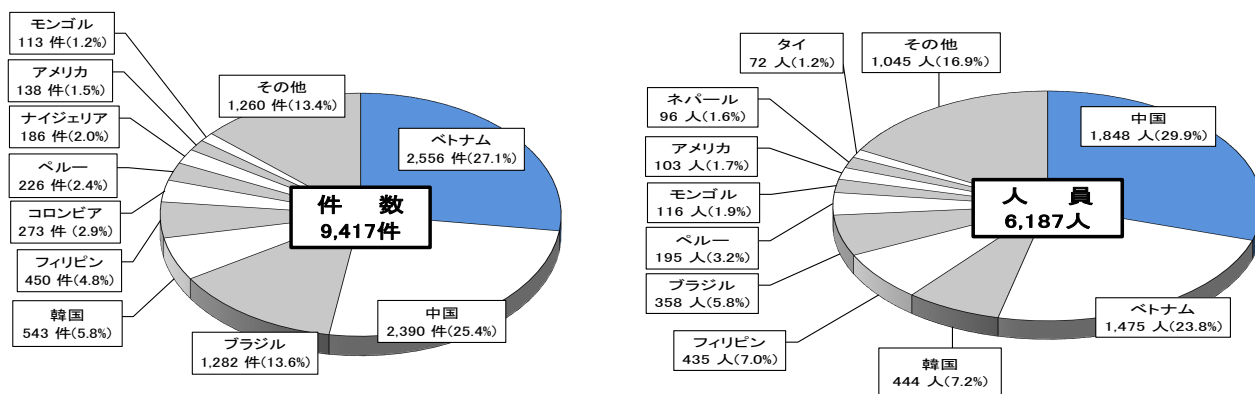 モンゴル
113 件(1.2%)
アメリカ
138 件(1.5%)
ナイジェリア
186 件(2.0%)
ペルー
226 件(2.4%)
コロンビア
273 件(2.9%)
フィリピン
450 件(4.8%)
韓国
543 件(5.8%)
ブラジル
1,282 件(13.6%)
中国
2,390 件(25.4%)
ベトナム
2,556 件(27.1%)
その他
1,260 件(13.4%)
件 数
9,417件
タイ
72 人(1.2%)
その他
1,045 人(16.9%)
ネパール
96 人(1.6%)
アメリカ
103 人(1.7%)
モンゴル
116 人(1.9%)
ペルー
195 人(3.2%)
ブラジル
358 人(5.8%)
フィリピン
435 人(7.0%)
韓国
444 人(7.2%)
ベトナム
1,475 人(23.8%)
中国
1,848 人(29.9%)
人 員
6,187人